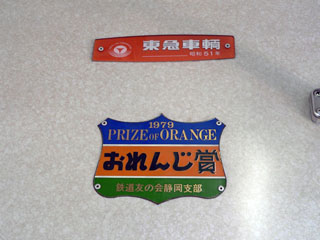 東急車輌
昭和51年
1979
PRIZE OF ORANGE
おれんじ賞
鉄道友の会静岡支部